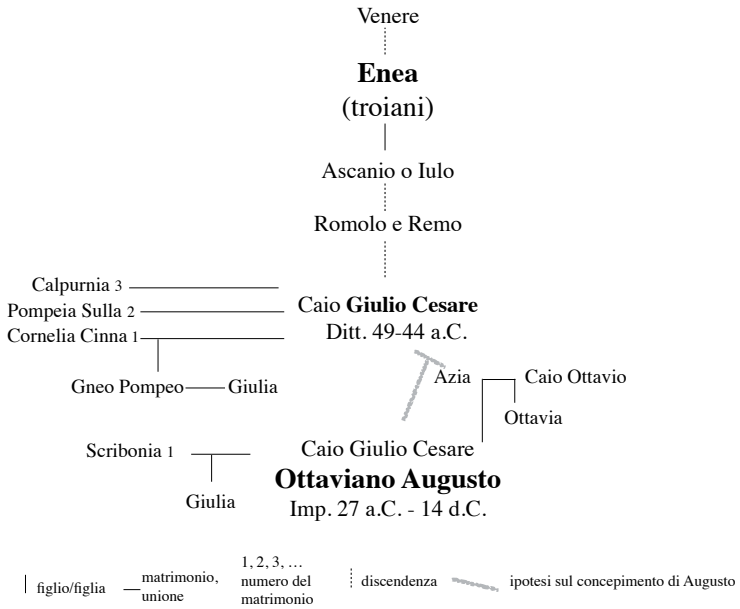 Venere
Enea
(troiani)
Ascanio o Iulo
Romolo e Remo
Calpurnia 3
Pompeia Sulla 2
Cornelia Cinna 1
Caio Giulio Cesare
Ditt. 49-44 a.C.
Gneo Pompeo
Giulia
Azia
Caio Ottavio
Ottavia
Scribonia 1
Giulia
Caio Giulio Cesare
Ottaviano Augusto
Imp. 27 a.C. - 14 d.C.
figlio/figlia
matrimonio,
unione
1, 2, 3, …
numero del
matrimonio
discendenza
ipotesi sul concepimento di Augusto